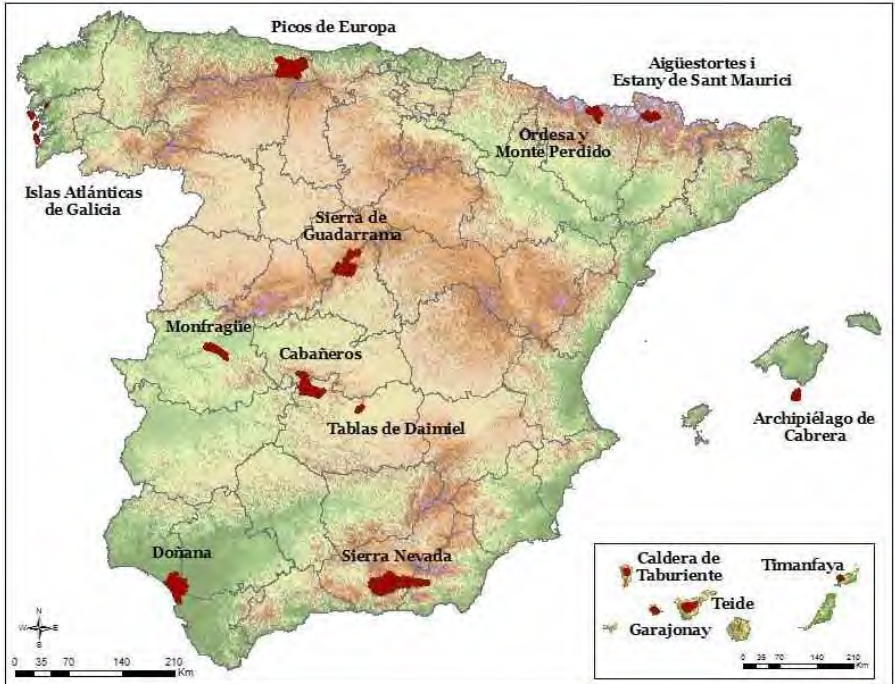 Picos de Europa
Aigüestortes i
Estany de Sant Maurici
Ordesa y
Monte Perdido
Islas Atlánticas
de Galicia
Sierra de
Guadarrama
Monfragüe
Cabañeros
Tablas de Daimiel
Archipiélago de
Cabrera
Doñana
Sierra Nevada
Caldera de
Taburiente
Timanfaya
Teide
Garajonay
N
W E
S
0 35 70 140 210
Km
0 35 70 140 210
Km